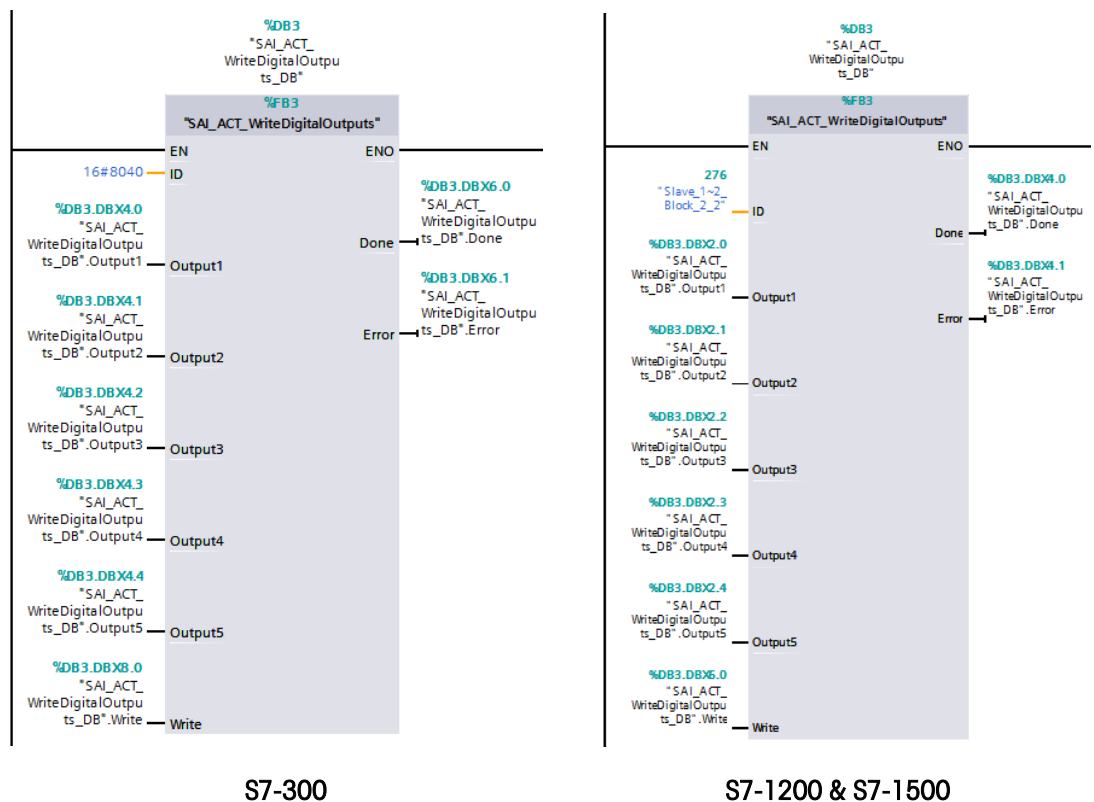 %DB3
"SAI_ACT_
WriteDigitalOutpu
ts_DB"
%FB3
"SAI_ACT_WriteDigitalOutputs"
EN
ENO
16#8040
ID
%DB3.DBX4.0
"SAI_ACT_
WriteDigitalOutpu
ts_DB".Output1
Output1
%DB3.DBX4.1
"SAI_ACT_
WriteDigitalOutpu
ts_DB".Output2
Output2
%DB3.DBX4.2
"SAI_ACT_
WriteDigitalOutpu
ts_DB".Output3
Output3
%DB3.DBX4.3
"SAI_ACT_
WriteDigitalOutpu
ts_DB".Output4
Output4
%DB3.DBX4.4
"SAI_ACT_
WriteDigitalOutpu
ts_DB".Output5
Output5
%DB3.DBX8.0
"SAI_ACT_
WriteDigitalOutpu
ts_DB".Write
Write
%DB3.DBX6.0
"SAI_ACT_
WriteDigitalOutpu
ts_DB".Done
Done
%DB3.DBX6.1
"SAI_ACT_
WriteDigitalOutpu
ts_DB".Error
Error
S7-300
%DB3
"SAI_ACT_
WriteDigitalOutpu
ts_DB"
%FB3
"SAI_ACT_WriteDigitalOutputs"
EN
ENO
276
"Slave_1~2_
Block_2_2"
ID
%DB3.DBX2.0
"SAI_ACT_
WriteDigitalOutpu
ts_DB".Output1
Output1
%DB3.DBX2.1
"SAI_ACT_
WriteDigitalOutpu
ts_DB".Output2
Output2
%DB3.DBX2.2
"SAI_ACT_
WriteDigitalOutpu
ts_DB".Output3
Output3
%DB3.DBX2.3
"SAI_ACT_
WriteDigitalOutpu
ts_DB".Output4
Output4
%DB3.DBX2.4
"SAI_ACT_
WriteDigitalOutpu
ts_DB".Output5
Output5
%DB3.DBX6.0
"SAI_ACT_
WriteDigitalOutpu
ts_DB".Write
Write
%DB3.DBX4.0
"SAI_ACT_
WriteDigitalOutpu
ts_DB".Done
Done
%DB3.DBX4.1
"SAI_ACT_
WriteDigitalOutpu
ts_DB".Error
Error
S7-1200 & S7-1500